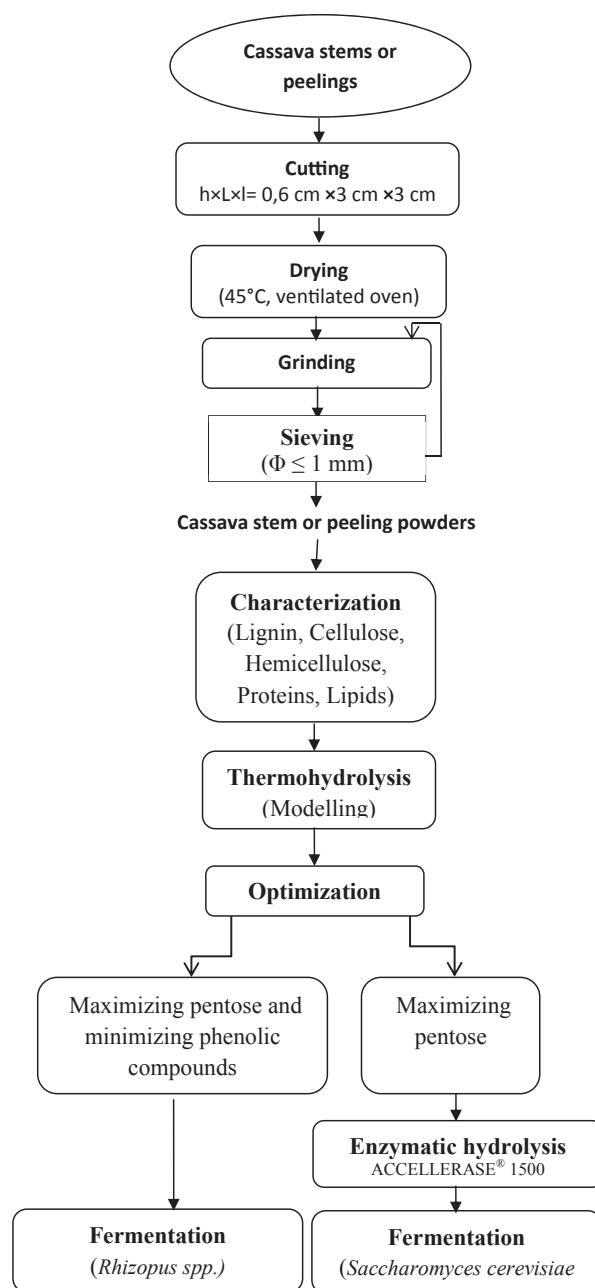 Cassava stems or
peelings
Cutting
h×L×l= 0,6 cm ×3 cm ×3 cm
Drying
(45°C, ventilated oven)
Grinding
Sieving
(Φ ≤ 1 mm)
Cassava stem or peeling powders
Characterization
(Lignin, Cellulose,
Hemicellulose,
Proteins, Lipids)
Thermohydrolysis
(Modelling)
Optimization
Maximizing pentose and
minimizing phenolic
compounds
Maximizing
pentose
Enzymatic hydrolysis
ACCELLERASE® 1500
Fermentation
(Rhizopus spp.)
Fermentation
(Saccharomyces cerevisiae